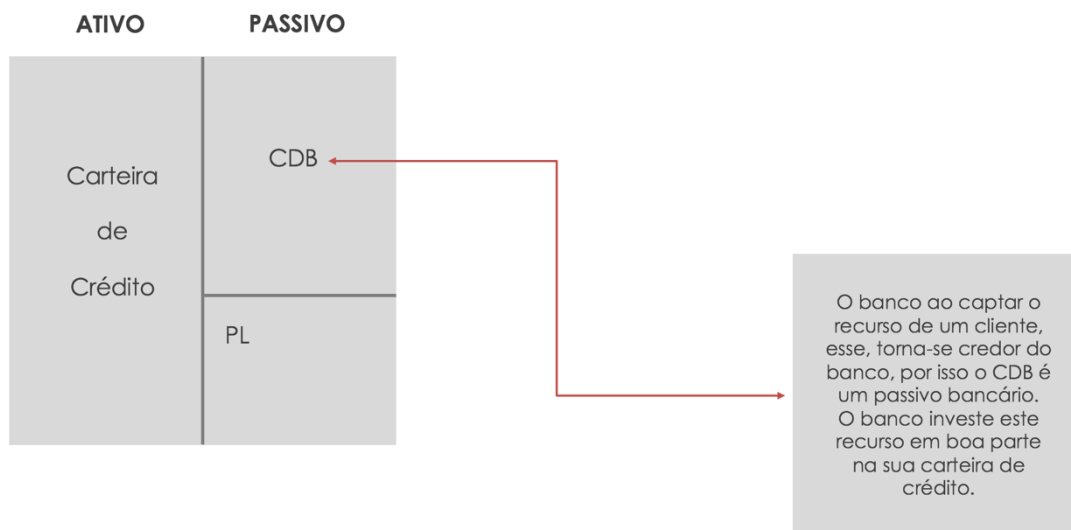 ATIVO
PASSIVO
Carteira
de
Crédito
CDB
PL
O banco ao captar o
recurso de um cliente,
esse, torna-se credor do
banco, por isso o CDB é
um passivo bancário.
O banco investe este
recurso em boa parte
na sua carteira de
crédito.